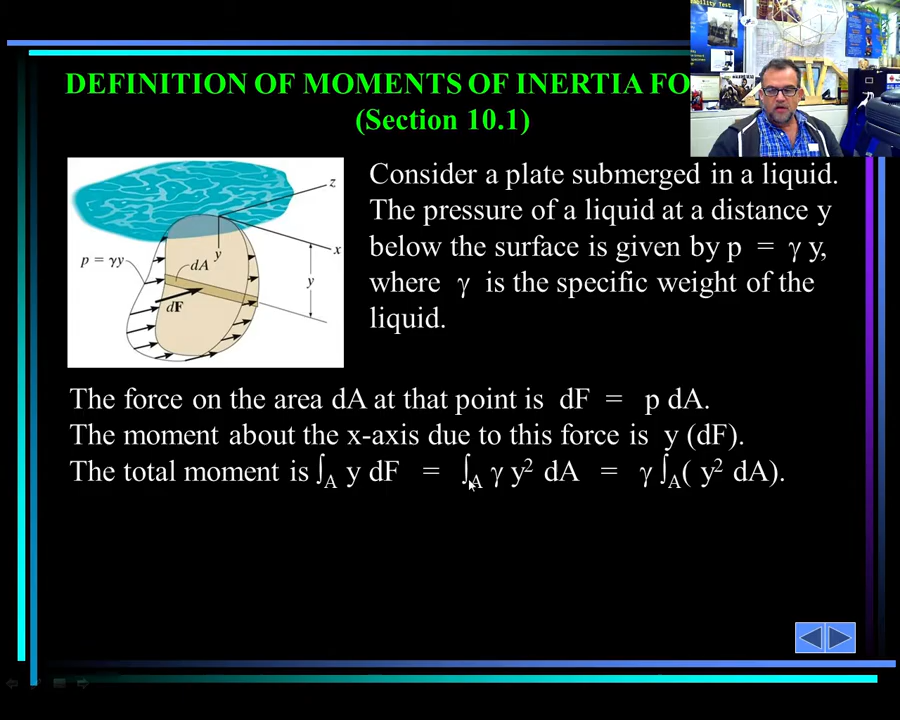 DEFINITION OF MOMENTS OF INERTIA FO
(Section 10.1)
Consider a plate submerged in a liquid.
The pressure of a liquid at a distance y
below the surface is given by p = γ y,
where γ is the specific weight of the
liquid.
z
x
y
p = γy
dA
y
dF
The force on the area dA at that point is dF = p dA.
The moment about the x-axis due to this force is y (dF).
The total moment is ∫A y dF = ∫A γ y² dA = γ ∫A( y² dA).